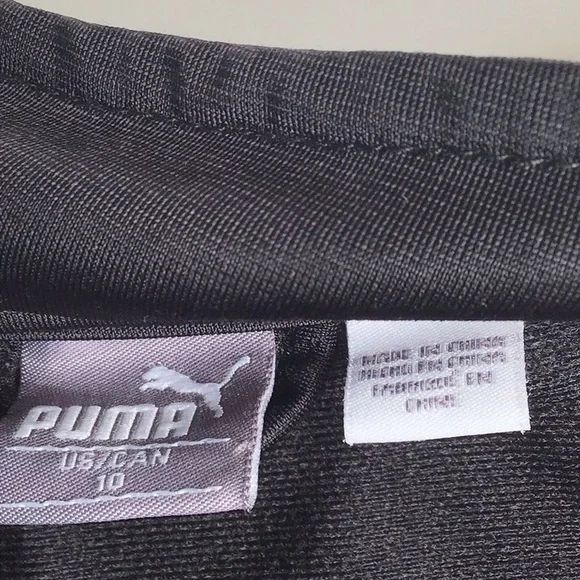 PUMA
US/CAN
10
MADE IN CHINA
HECHO EN CHINA
FABRIQUÉ EN
CHINE